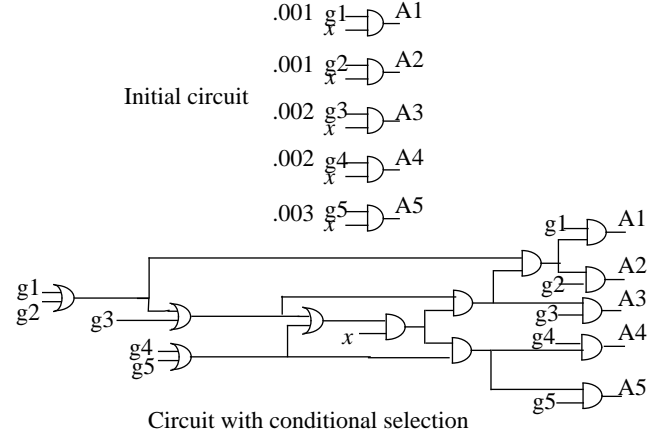 .001 g1 A1
x
.001 g2 A2
x
Initial circuit
.002 g3 A3
x
.002 g4 A4
x
.003 g5 A5
x
g1 A1
g1
g2
g2 A2
g3
g3 A3
x
g4
g5
g4 A4
g5 A5
Circuit with conditional selection